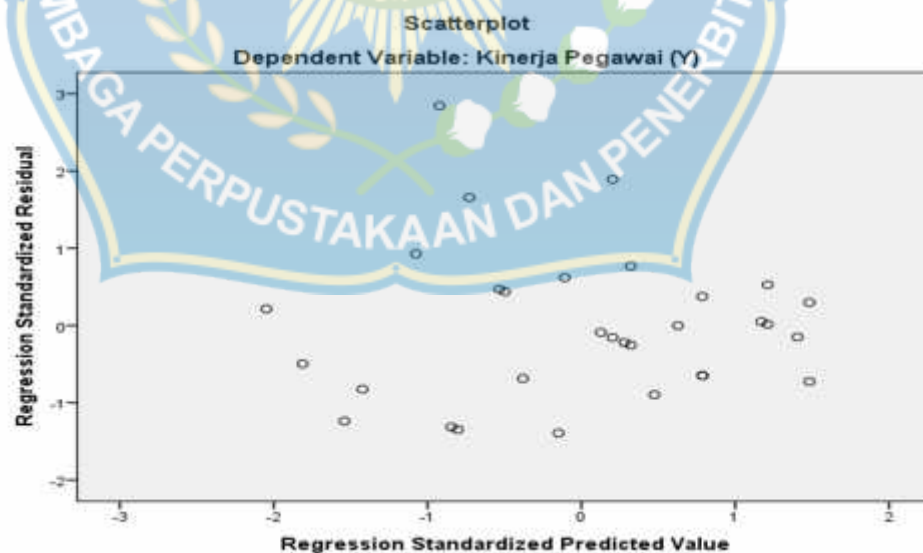 Scatterplot
Dependent Variable: Kinerja Pegawai (Y)
MBAGA PERPUSTAKAAN DAN PENERBIT
Regression Standardized Residual
3
2
1
0
-1
-2
-3 -2 -1 0 1 2
Regression Standardized Predicted Value